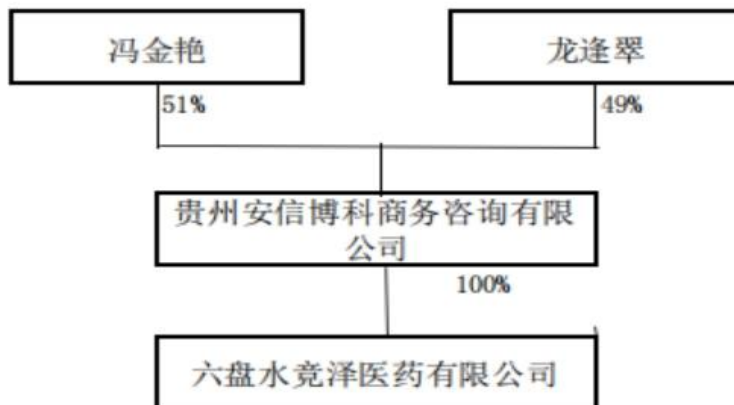 冯金艳
龙逢翠
51%
49%
贵州安信博科商务咨询有限
公司
100%
六盘水竞泽医药有限公司